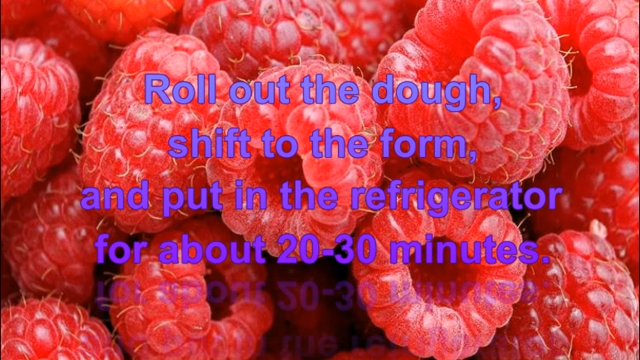 Roll out the dough,
shift to the form,
and put in the refrigerator
for about 20-30 minutes.